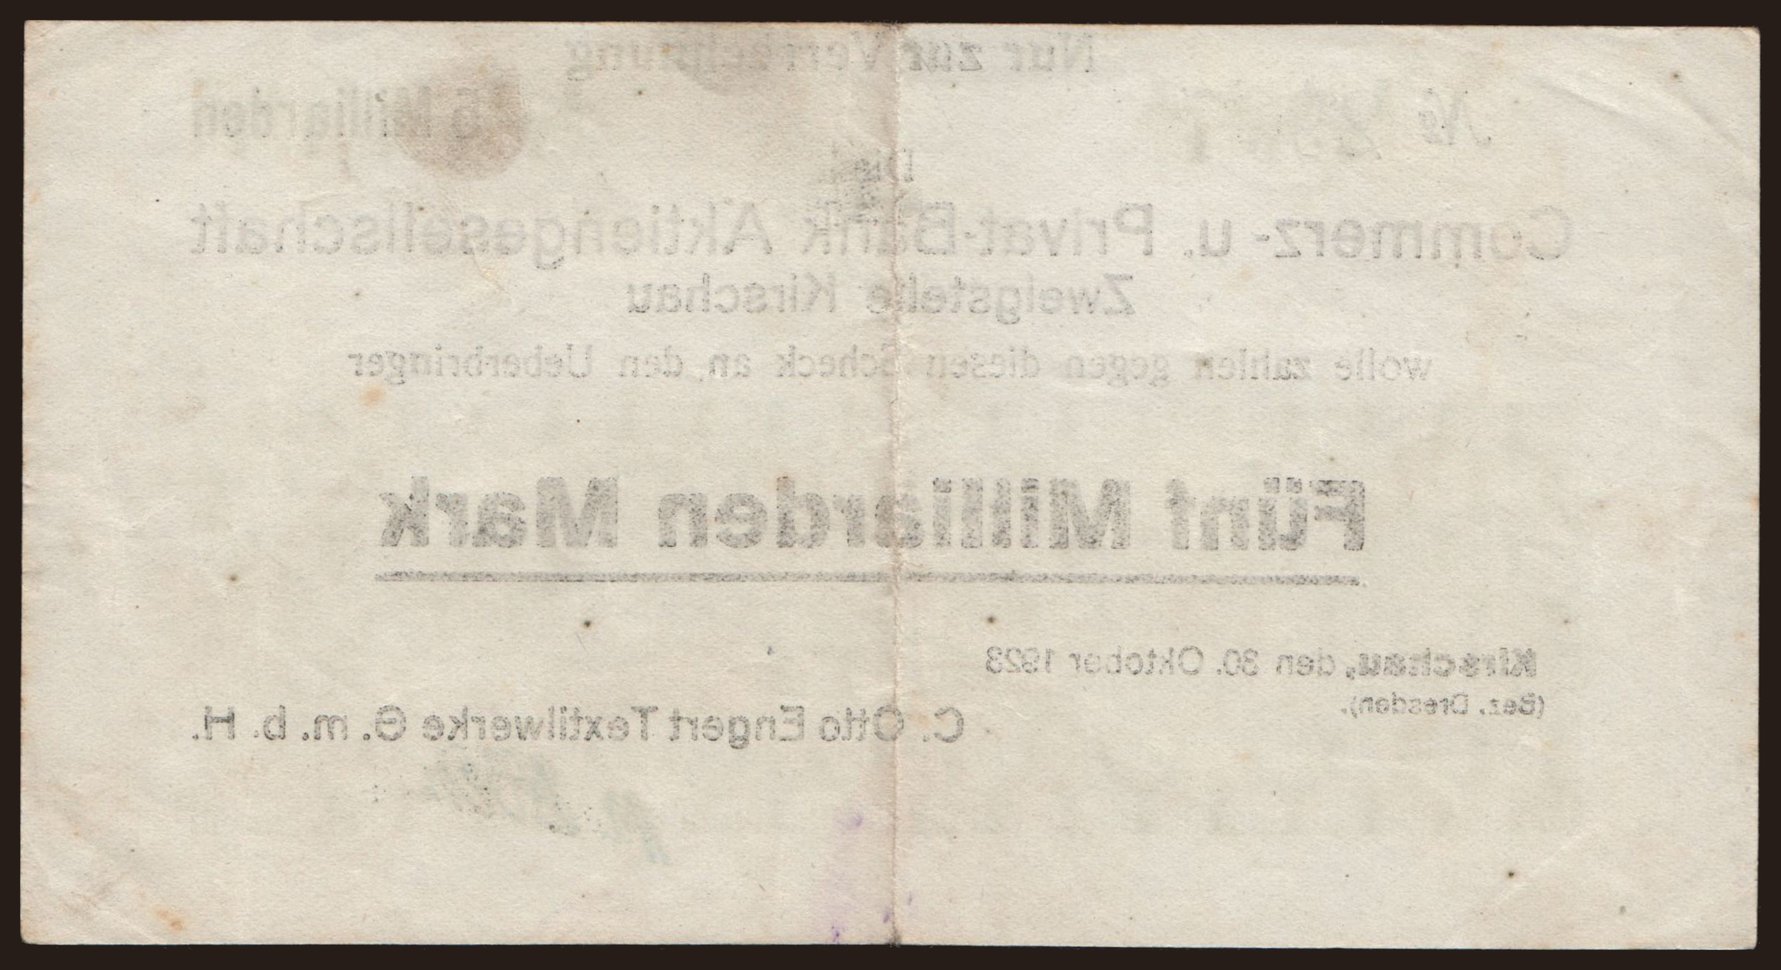 Nur zur Verrechnung
№
5 Milliarden
Die
Commerz- u. Privat-Bank Aktiengesellschaft
Zweigstelle Kirschau
wolle zahlen gegen diesen Scheck an den Ueberbringer
Fünf Milliarden Mark
Kirschau, den 30. Oktober 1923
(Bez. Dresden).
C. Otto Engert Textilwerke G. m. b. H.